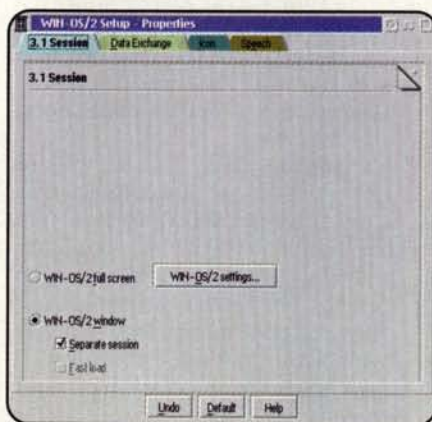 WIN-OS/2 Setup - Properties
3.1 Session Data Exchange Icon Speech
3.1 Session
WIN-OS/2 full screen WIN-OS/2 settings...
WIN-OS/2 window
Separate session
Fast load
Undo Default Help